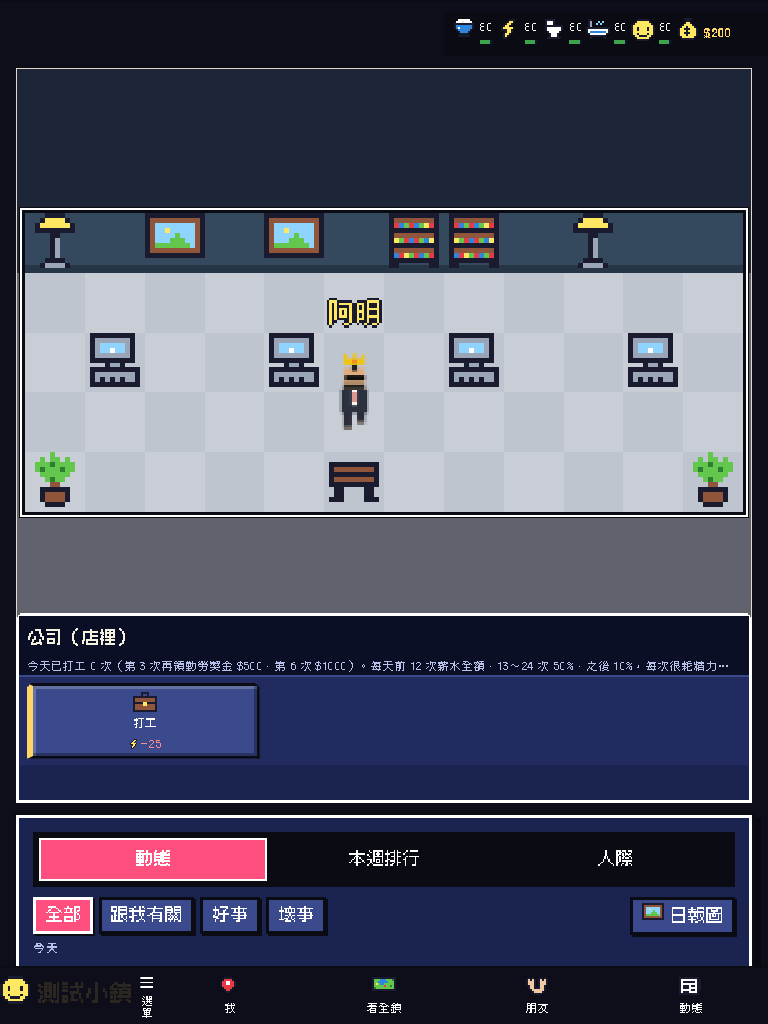 80 80 80 80 80 $200
阿明
公司（店裡）
今天已打工 0 次（第 3 次再領勤勞獎金 $500 · 第 6 次 $1000）。每天前 12 次薪水全額 · 13～24 次 50% · 之後 10%，每次很耗精力…
打工
-25
動態 本週排行 人際
全部 跟我有關 好事 壞事 日報圖
今天
測試小鎮 選單 我 看全鎮 朋友 動態